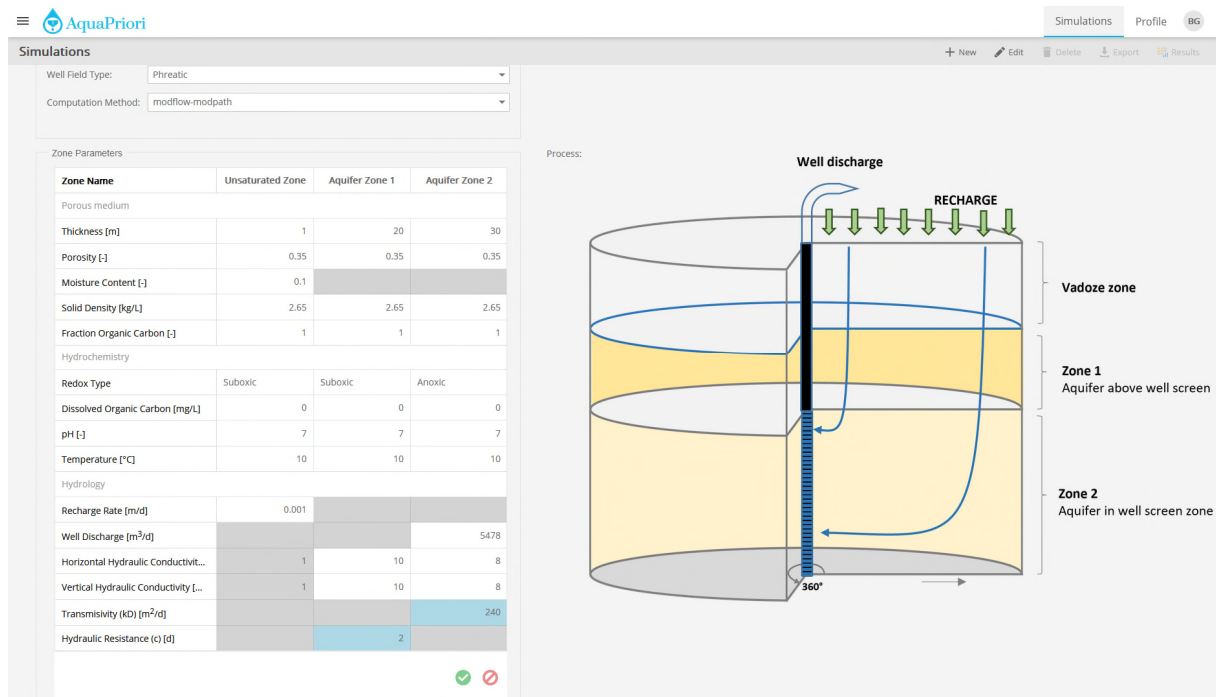 AquaPriori
Simulations Profile BG
Simulations
New Edit Delete Export Results
Well Field Type: Phreatic
Computation Method: modflow-modpath
Zone Parameters
Zone Name Unsaturated Zone Aquifer Zone 1 Aquifer Zone 2
Porous medium
Thickness [m] 1 20 30
Porosity [-] 0.35 0.35 0.35
Moisture Content [-] 0.1
Solid Density [kg/L] 2.65 2.65 2.65
Fraction Organic Carbon [-] 1 1 1
Hydrochemistry
Redox Type Suboxic Suboxic Anoxic
Dissolved Organic Carbon [mg/L] 0 0 0
pH [-] 7 7 7
Temperature [°C] 10 10 10
Hydrology
Recharge Rate [m/d] 0.001
Well Discharge [m³/d] 5478
Horizontal Hydraulic Conductivit... 1 10 8
Vertical Hydraulic Conductivity [... 1 10 8
Transmisivity (kD) [m²/d] 240
Hydraulic Resistance (c) [d] 2
Process:
Well discharge
RECHARGE
Vadoze zone
Zone 1
Aquifer above well screen
Zone 2
Aquifer in well screen zone
360°